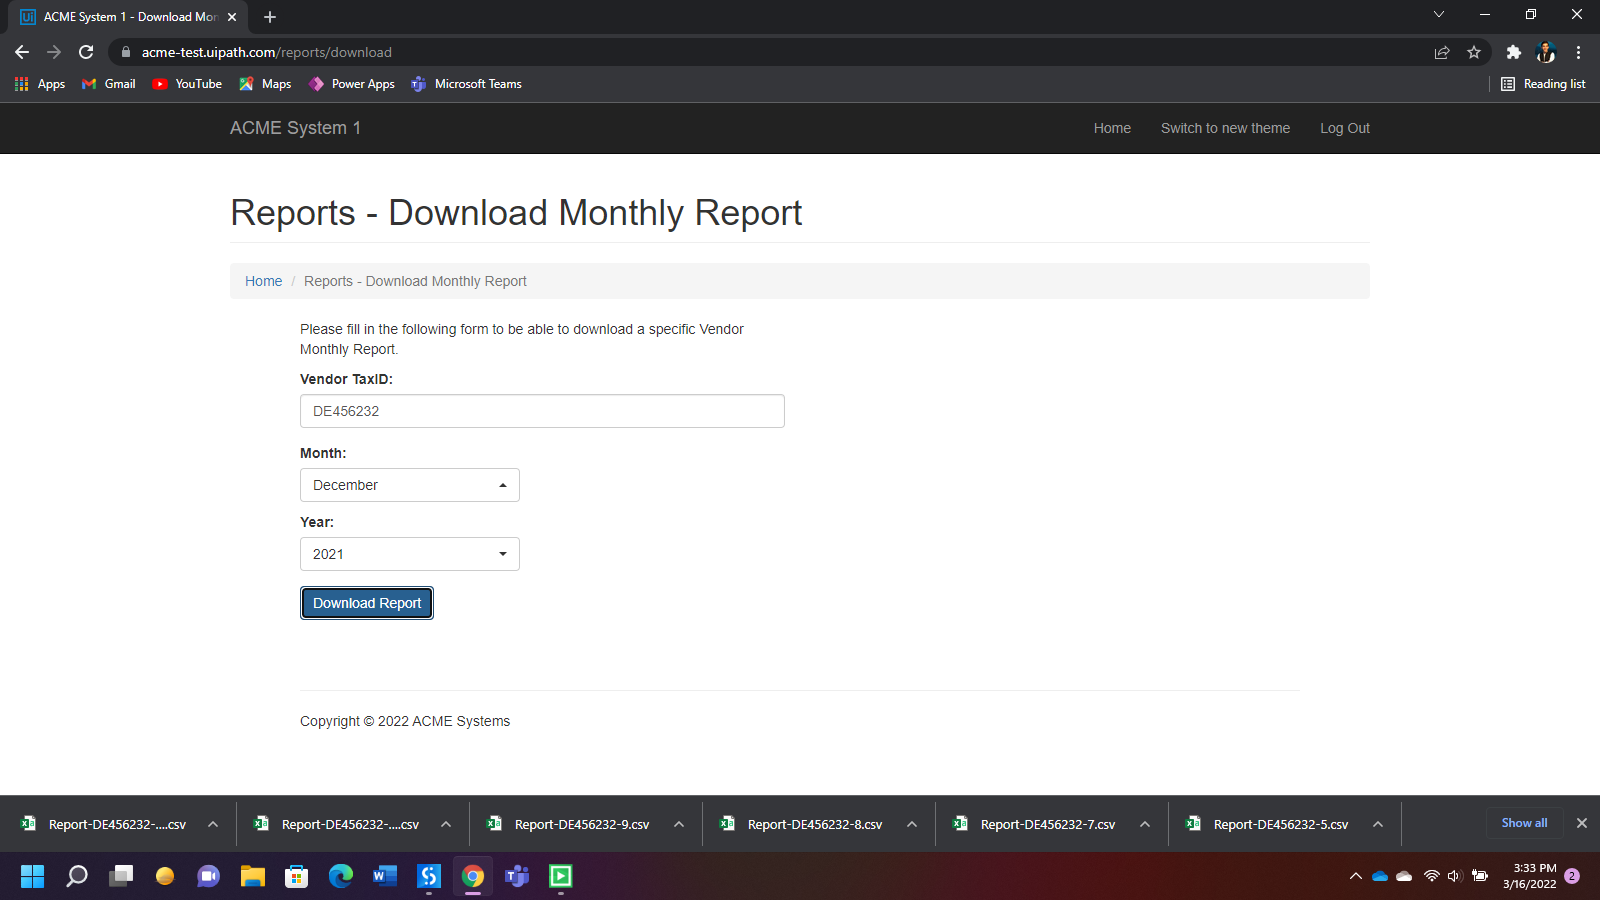 ACME System 1 - Download Mon
acme-test.uipath.com/reports/download
Apps Gmail YouTube Maps Power Apps Microsoft Teams Reading list
ACME System 1 Home Switch to new theme Log Out
Reports - Download Monthly Report
Home / Reports - Download Monthly Report
Please fill in the following form to be able to download a specific Vendor
Monthly Report.
Vendor TaxID:
DE456232
Month:
December
Year:
2021
Download Report
Copyright © 2022 ACME Systems
Report-DE456232-....csv Report-DE456232-....csv Report-DE456232-9.csv Report-DE456232-8.csv Report-DE456232-7.csv Report-DE456232-5.csv Show all
3:33 PM
3/16/2022 2